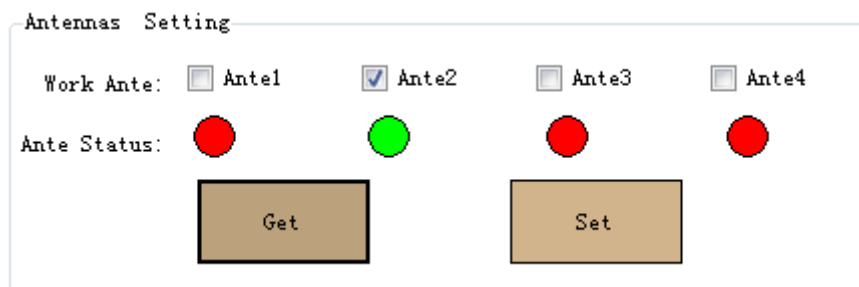 Antennas Setting
Work Ante: Ante1 Ante2 Ante3 Ante4
Ante Status:
Get Set